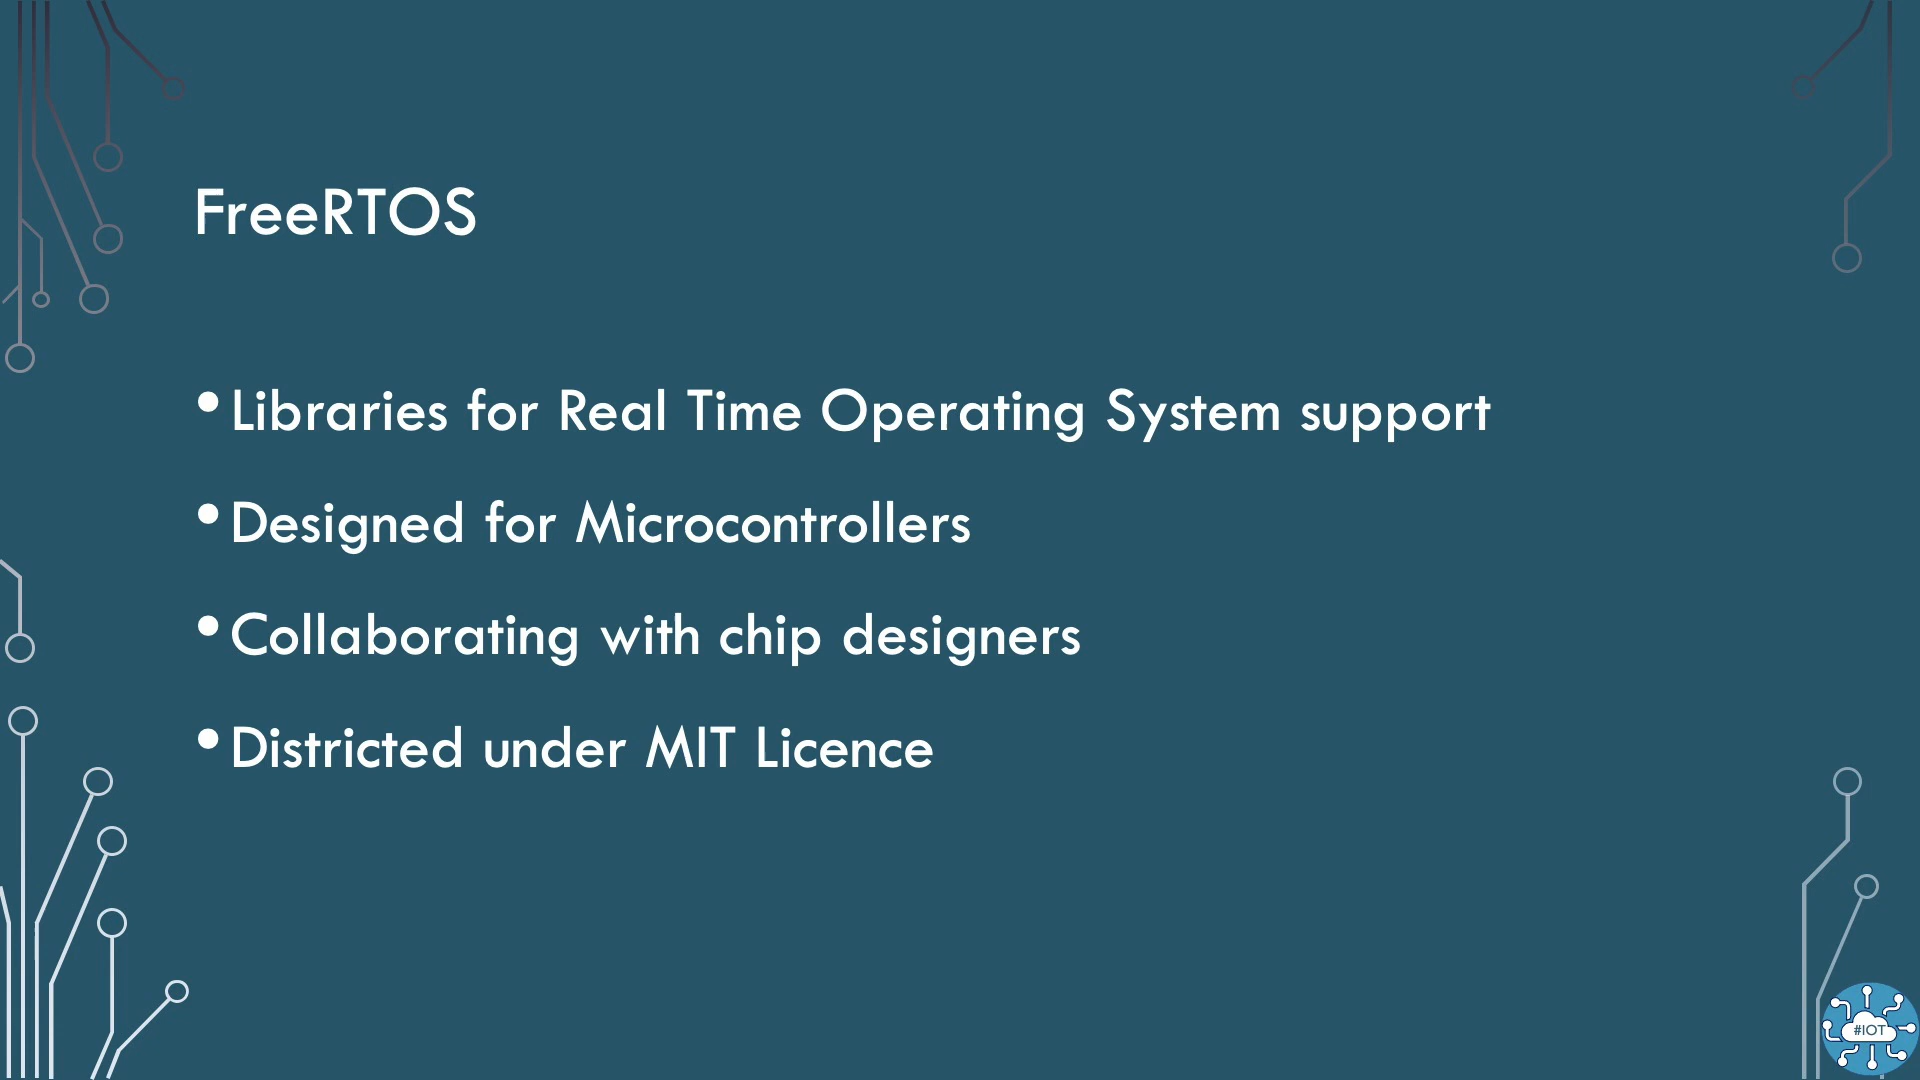 FreeRTOS
•Libraries for Real Time Operating System support
•Designed for Microcontrollers
•Collaborating with chip designers
•Districted under MIT Licence
#IOT